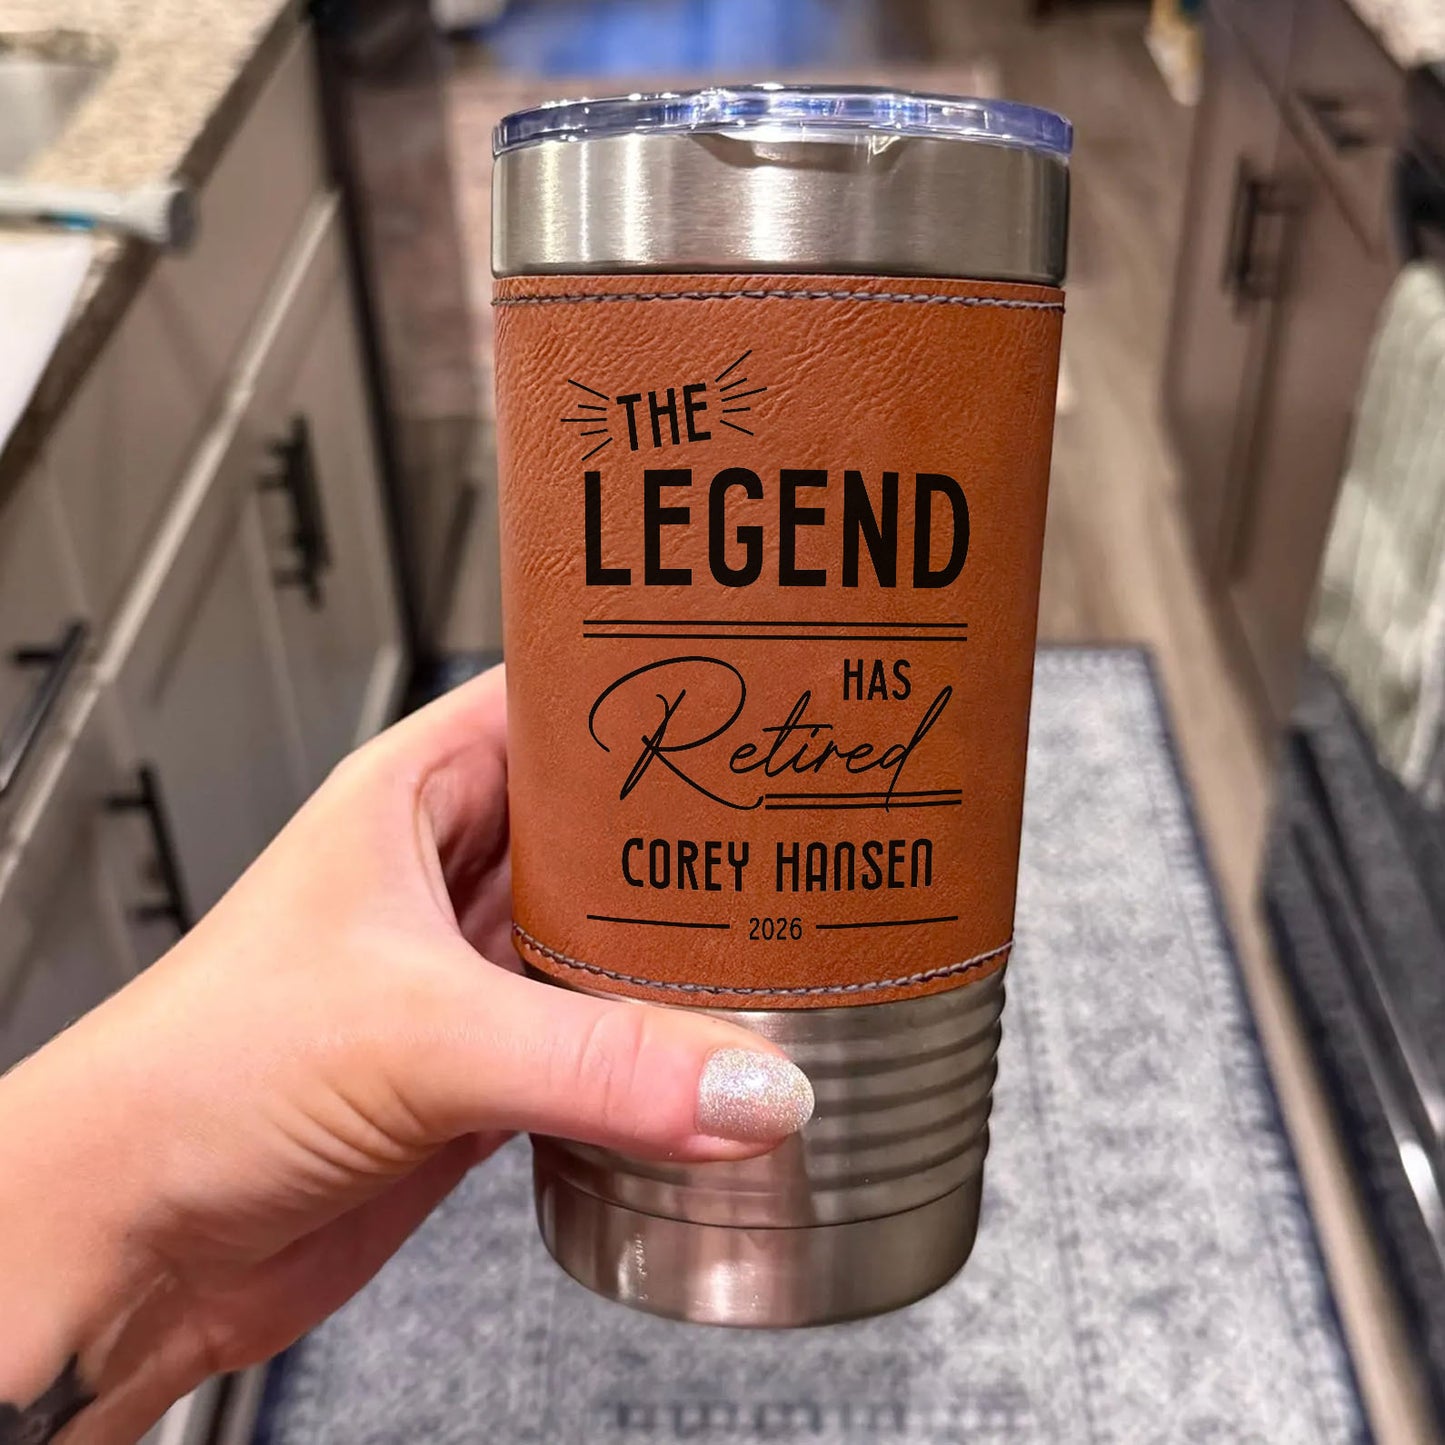 THE
LEGEND
HAS
Retired
COREY HANSEN
2026